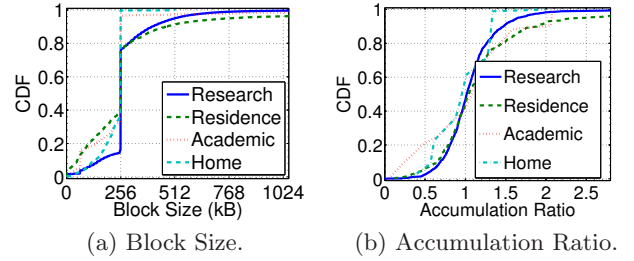 CDF
1
0.8
0.6
0.4
0.2
0
Research
Residence
Academic
Home
0 256 512 768 1024
Block Size (kB)
(a) Block Size.
CDF
1
0.8
0.6
0.4
0.2
0
Research
Residence
Academic
Home
0 0.5 1 1.5 2 2.5
Accumulation Ratio
(b) Accumulation Ratio.